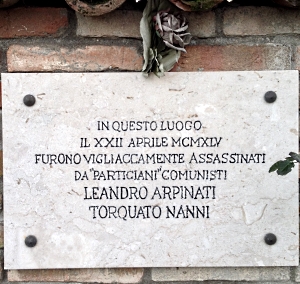 IN QUESTO LUOGO
IL XXII APRILE MCMXLV
FURONO VIGLIACCAMENTE ASSASSINATI
DA "PARTIGIANI" COMUNISTI
LEANDRO ARPINATI
TORQUATO NANNI